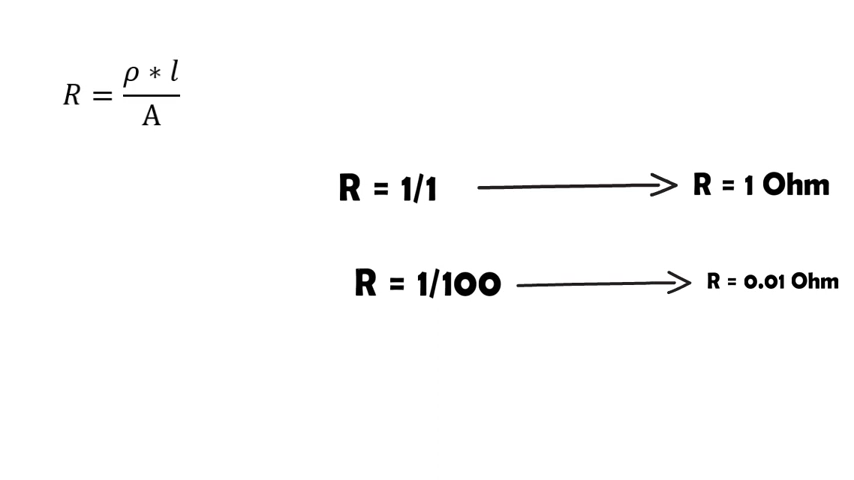 R = ρ * l / A
R = 1/1 → R = 1 Ohm
R = 1/100 → R = 0.01 Ohm